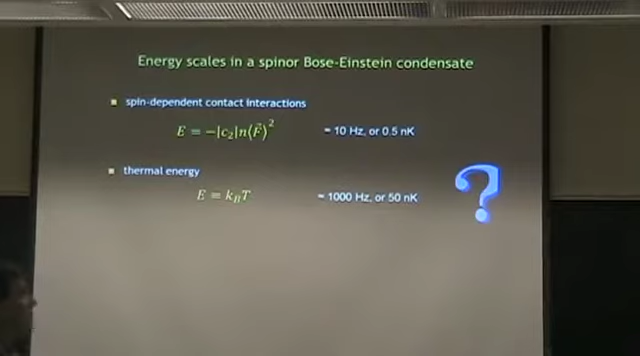 Energy scales in a spinor Bose-Einstein condensate
spin-dependent contact interactions
E = −|c₂|n⟨F⃗⟩² ≈ 10 Hz, or 0.5 nK
thermal energy
E = k_B T ≈ 1000 Hz, or 50 nK
?